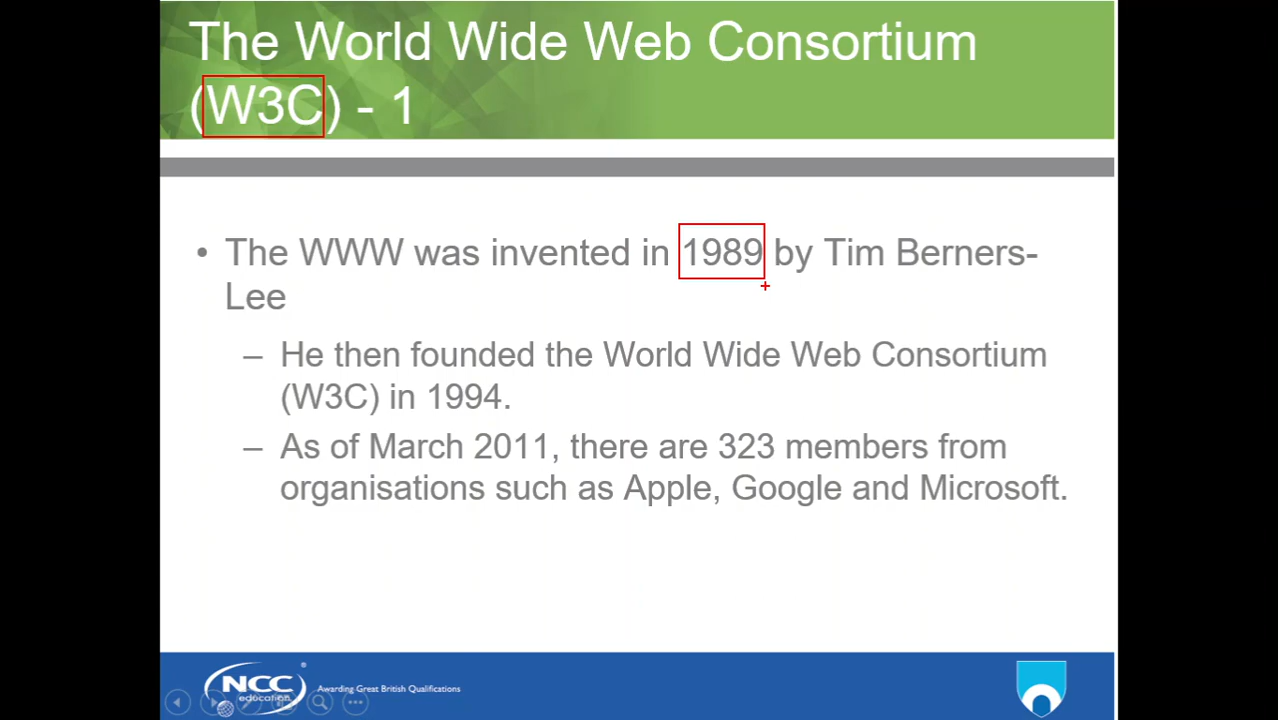 The World Wide Web Consortium
(W3C) - 1
• The WWW was invented in 1989 by Tim Berners-
Lee
– He then founded the World Wide Web Consortium
(W3C) in 1994.
– As of March 2011, there are 323 members from
organisations such as Apple, Google and Microsoft.
NCC
education
®
Awarding Great British Qualifications